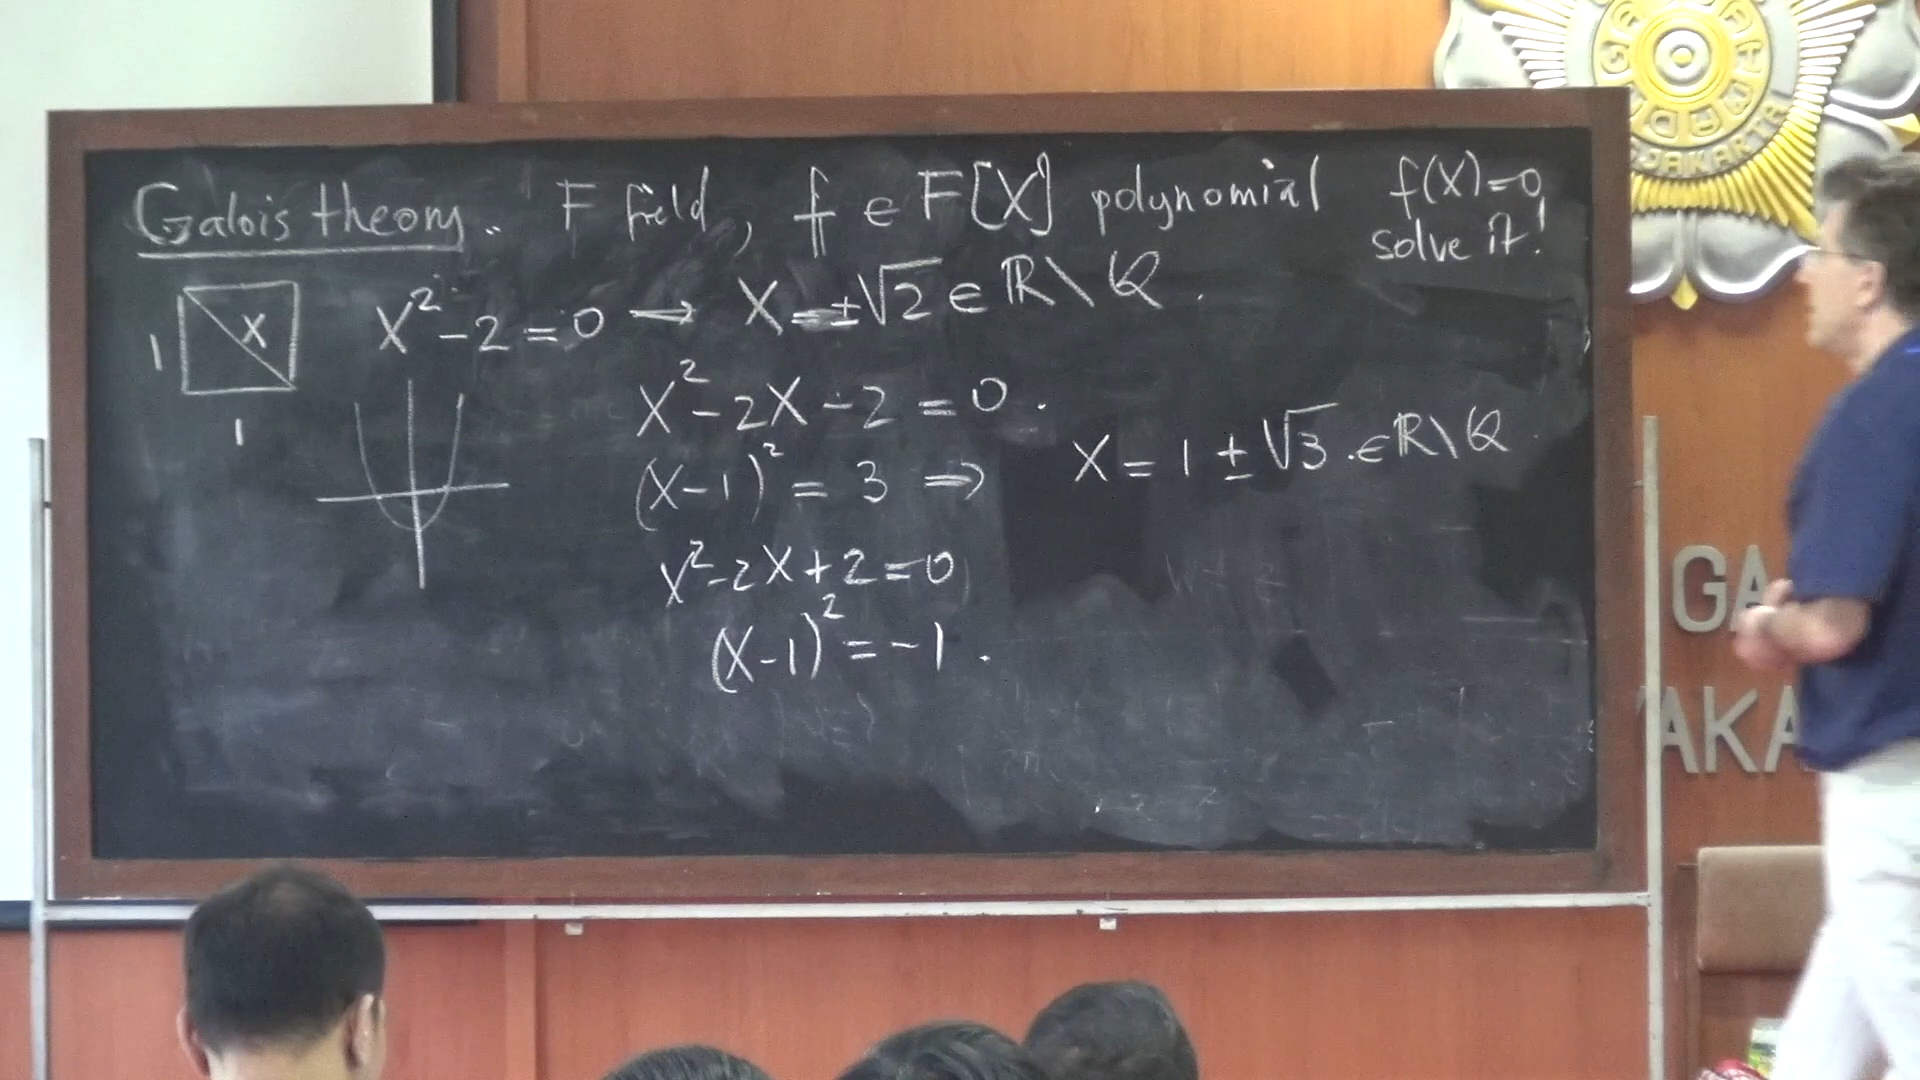 Galois theory. F field, f ∈ F[X] polynomial f(X)=0
solve it!
1 X X² - 2 = 0 → X = ±√2 ∈ ℝ \ ℚ.
1
X² - 2X - 2 = 0.
(X-1)² = 3 ⇒ X = 1 ± √3. ∈ ℝ \ ℚ
X² - 2X + 2 = 0
(X-1)² = -1.
GA
AKA